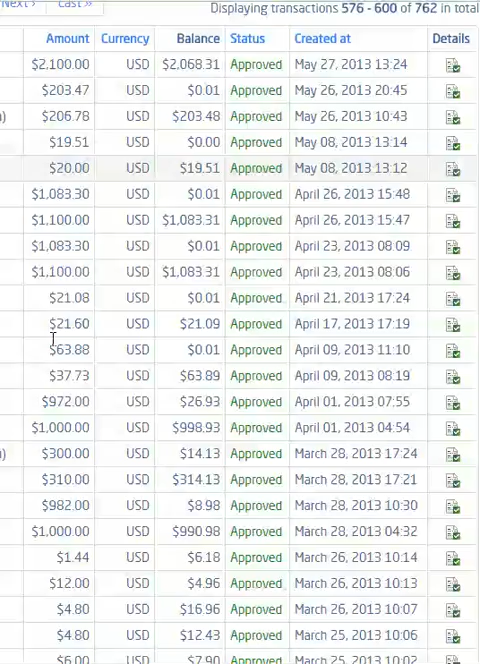 Next › Last »
Displaying transactions 576 - 600 of 762 in total
Amount Currency Balance Status Created at Details
$2,100.00 USD $2,068.31 Approved May 27, 2013 13:24
$203.47 USD $0.01 Approved May 26, 2013 20:45
) $206.78 USD $203.48 Approved May 26, 2013 10:43
$19.51 USD $0.00 Approved May 08, 2013 13:14
$20.00 USD $19.51 Approved May 08, 2013 13:12
$1,083.30 USD $0.01 Approved April 26, 2013 15:48
$1,100.00 USD $1,083.31 Approved April 26, 2013 15:47
$1,083.30 USD $0.01 Approved April 23, 2013 08:09
$1,100.00 USD $1,083.31 Approved April 23, 2013 08:06
$21.08 USD $0.01 Approved April 21, 2013 17:24
$21.60 USD $21.09 Approved April 17, 2013 17:19
$63.88 USD $0.01 Approved April 09, 2013 11:10
$37.73 USD $63.89 Approved April 09, 2013 08:19
$972.00 USD $26.93 Approved April 01, 2013 07:55
$1,000.00 USD $998.93 Approved April 01, 2013 04:54
) $300.00 USD $14.13 Approved March 28, 2013 17:24
$310.00 USD $314.13 Approved March 28, 2013 17:21
$982.00 USD $8.98 Approved March 28, 2013 10:30
$1,000.00 USD $990.98 Approved March 28, 2013 04:32
$1.44 USD $6.18 Approved March 26, 2013 10:14
$12.00 USD $4.96 Approved March 26, 2013 10:13
$4.80 USD $16.96 Approved March 26, 2013 10:07
$4.80 USD $12.43 Approved March 25, 2013 10:06
$6.00 USD $7.90 Approved March 25, 2013 10:02